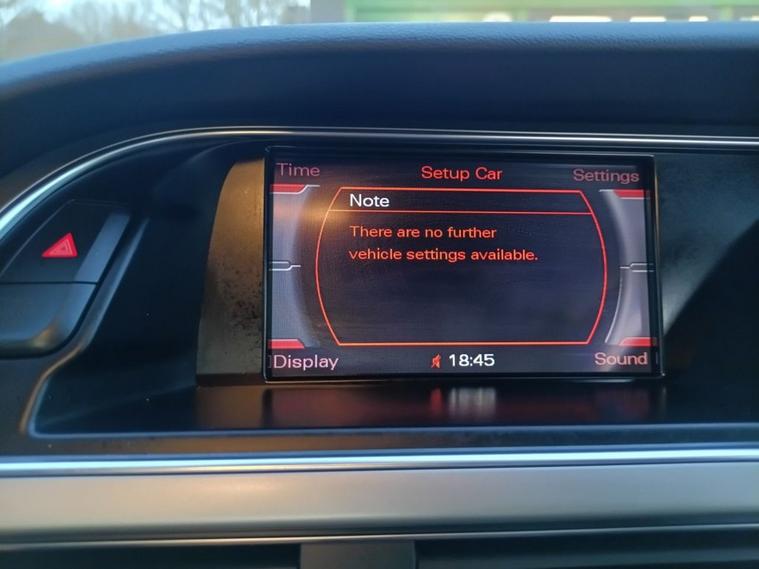 Time
Setup Car
Settings
Note
There are no further
vehicle settings available.
Display
18:45
Sound